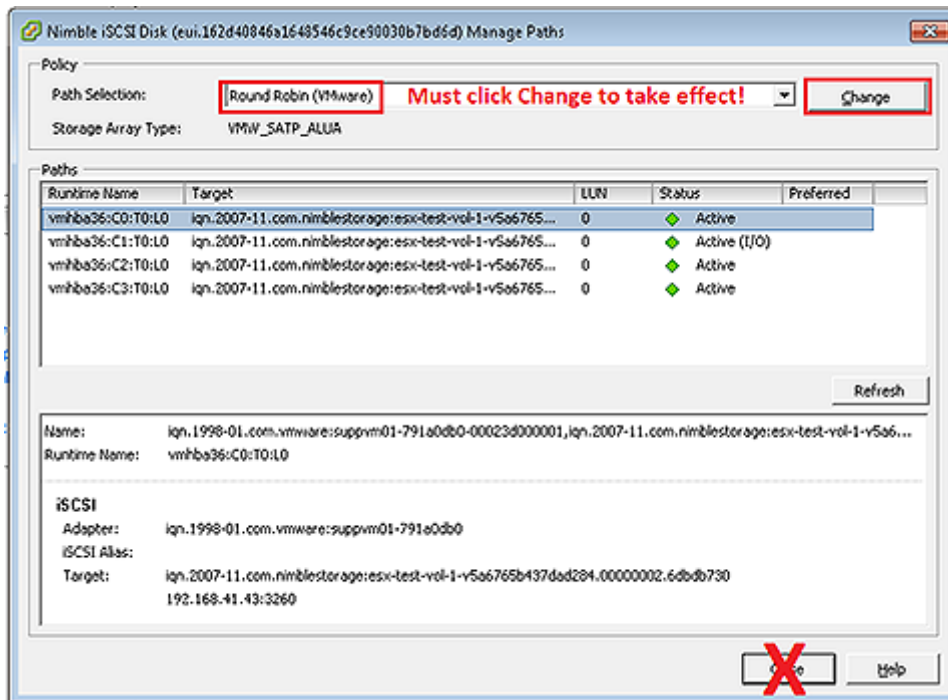 Nimble iSCSI Disk (eui.162d40846a1648546c9ce90030b7bd6d) Manage Paths
Policy
Path Selection: Round Robin (VMware) Must click Change to take effect! Change
Storage Array Type: VMW_SATP_ALUA
Paths
Runtime Name Target LUN Status Preferred
vmhba36:C0:T0:L0 iqn.2007-11.com.nimblestorage:esx-test-vol-1-v5a6765... 0 Active
vmhba36:C1:T0:L0 iqn.2007-11.com.nimblestorage:esx-test-vol-1-v5a6765... 0 Active (I/O)
vmhba36:C2:T0:L0 iqn.2007-11.com.nimblestorage:esx-test-vol-1-v5a6765... 0 Active
vmhba36:C3:T0:L0 iqn.2007-11.com.nimblestorage:esx-test-vol-1-v5a6765... 0 Active
Refresh
Name: iqn.1998-01.com.vmware:suppvm01-791a0db0-00023d000001,iqn.2007-11.com.nimblestorage:esx-test-vol-1-v5a6...
Runtime Name: vmhba36:C0:T0:L0
iSCSI
Adapter: iqn.1998-01.com.vmware:suppvm01-791a0db0
iSCSI Alias:
Target: iqn.2007-11.com.nimblestorage:esx-test-vol-1-v5a6765b437dad284.00000002.6dbdb730
192.168.41.43:3260
X Help